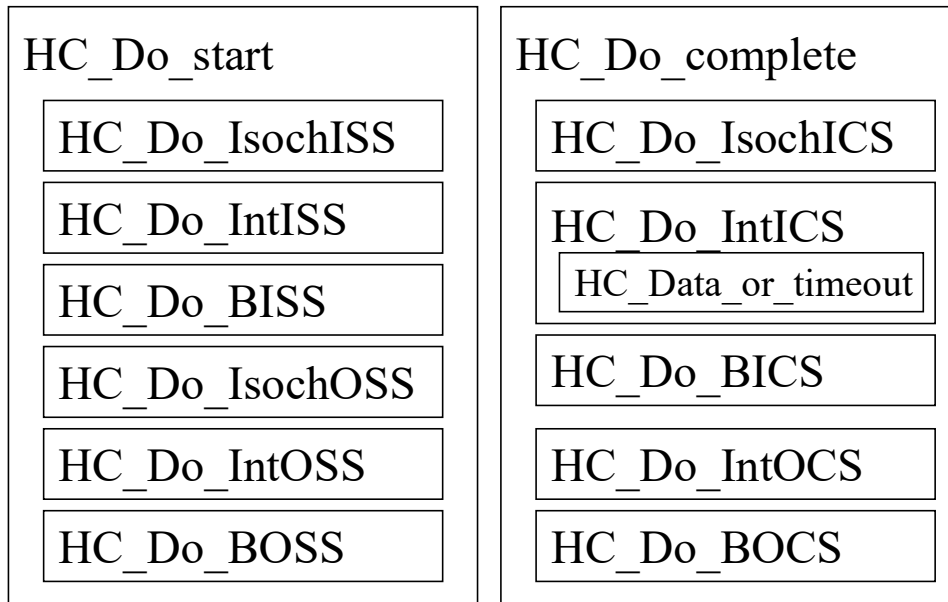 HC_Do_start
HC_Do_IsochISS
HC_Do_IntISS
HC_Do_BISS
HC_Do_IsochOSS
HC_Do_IntOSS
HC_Do_BOSS
HC_Do_complete
HC_Do_IsochICS
HC_Do_IntICS
HC_Data_or_timeout
HC_Do_BICS
HC_Do_IntOCS
HC_Do_BOCS